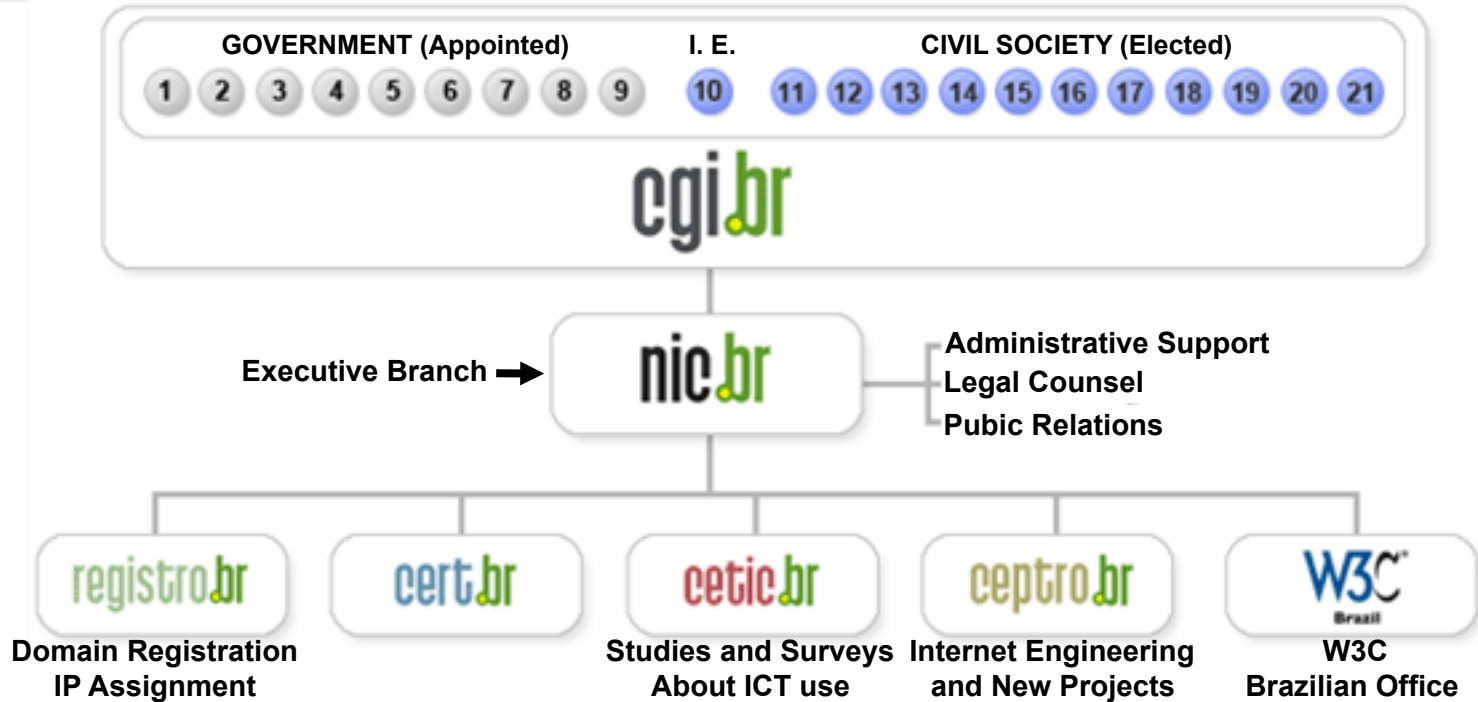 GOVERNMENT (Appointed) I. E. CIVIL SOCIETY (Elected)
1 2 3 4 5 6 7 8 9 10 11 12 13 14 15 16 17 18 19 20 21
cgi.br
Administrative Support
Executive Branch nic.br Legal Counsel
Pubic Relations
registro.br cert.br cetic.br ceptro.br W3C
Brazil
Domain Registration Studies and Surveys Internet Engineering W3C
IP Assignment About ICT use and New Projects Brazilian Office